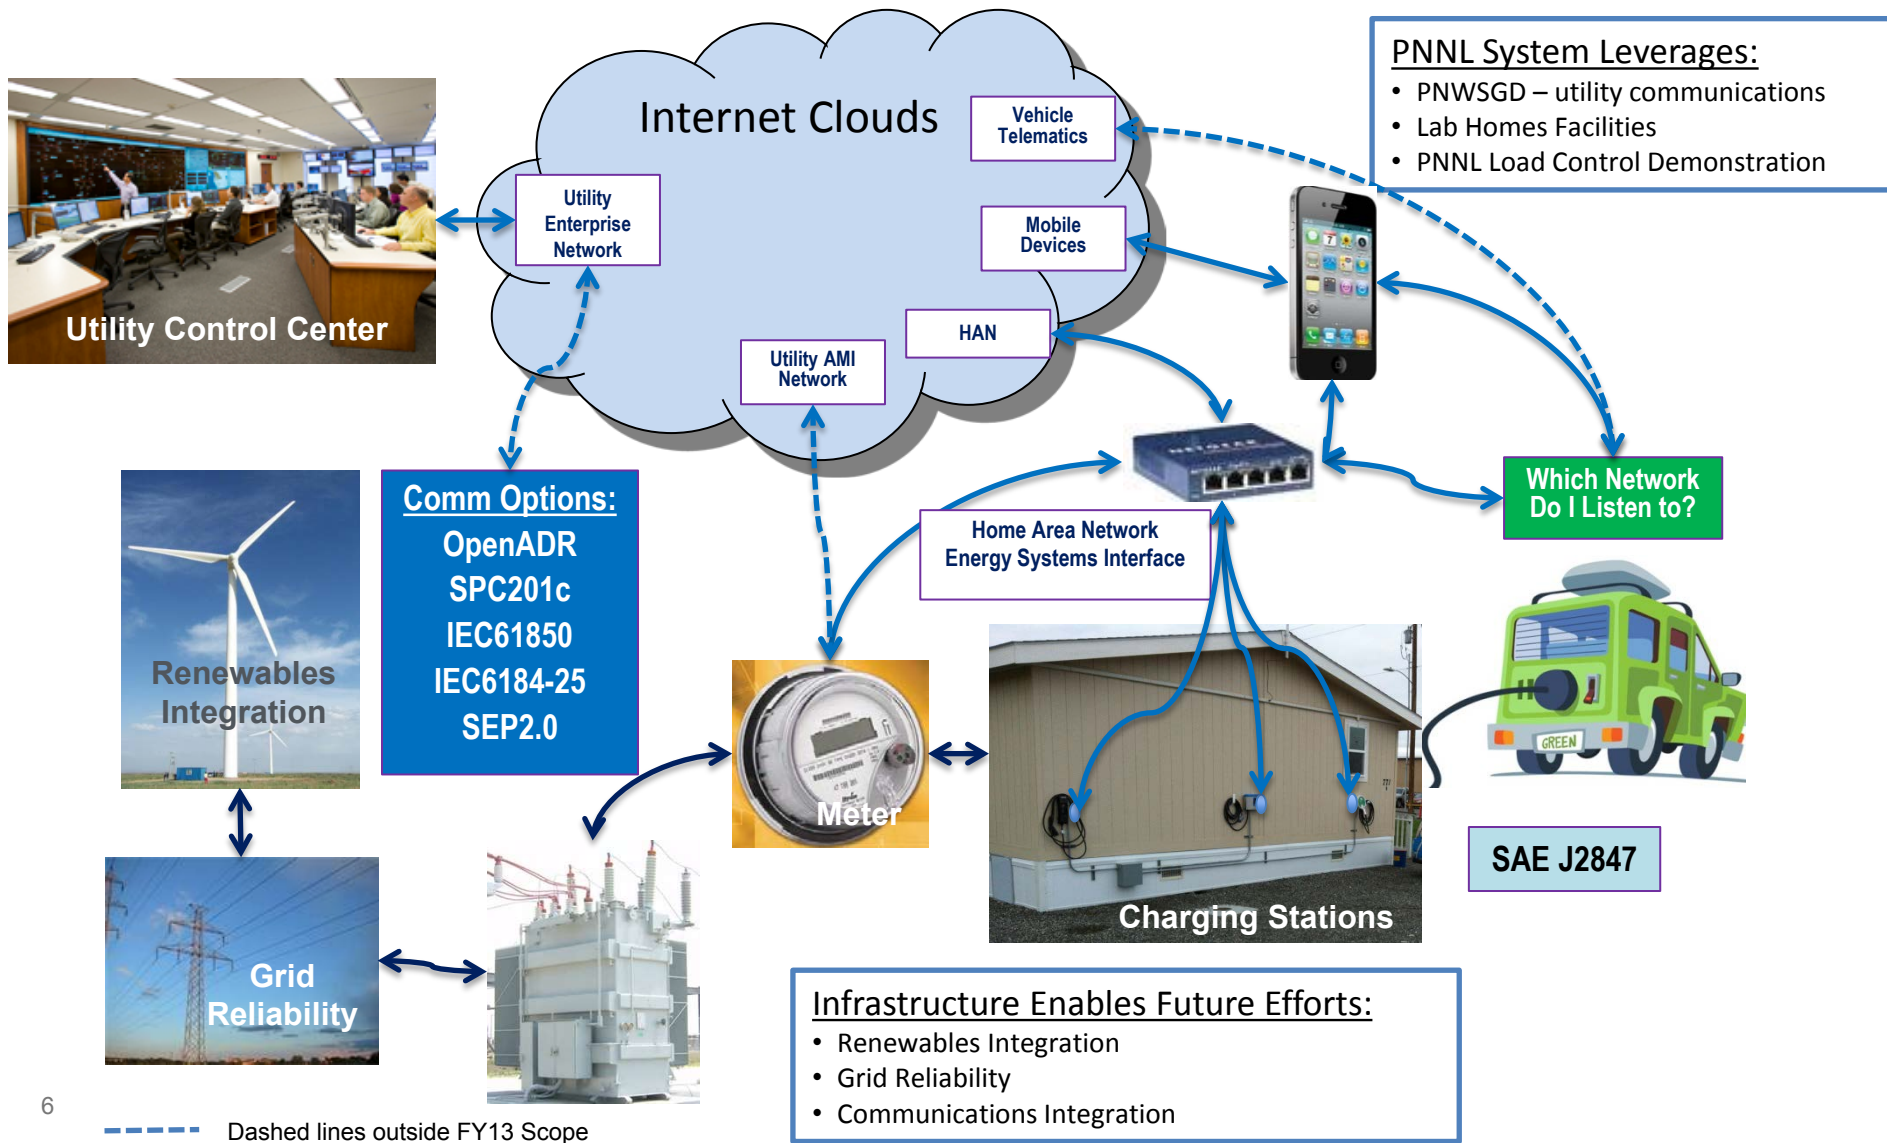 Internet Clouds
PNNL System Leverages:
• PNWSGD – utility communications
• Lab Homes Facilities
• PNNL Load Control Demonstration
Vehicle
Telematics
Utility
Enterprise
Network
Mobile
Devices
HAN
Utility AMI
Network
Utility Control Center
Comm Options:
OpenADR
SPC201c
IEC61850
IEC6184-25
SEP2.0
Home Area Network
Energy Systems Interface
Which Network
Do I Listen to?
NETGEAR
Renewables
Integration
Meter
GREEN
Charging Stations
SAE J2847
Grid
Reliability
Infrastructure Enables Future Efforts:
• Renewables Integration
• Grid Reliability
• Communications Integration
6
Dashed lines outside FY13 Scope